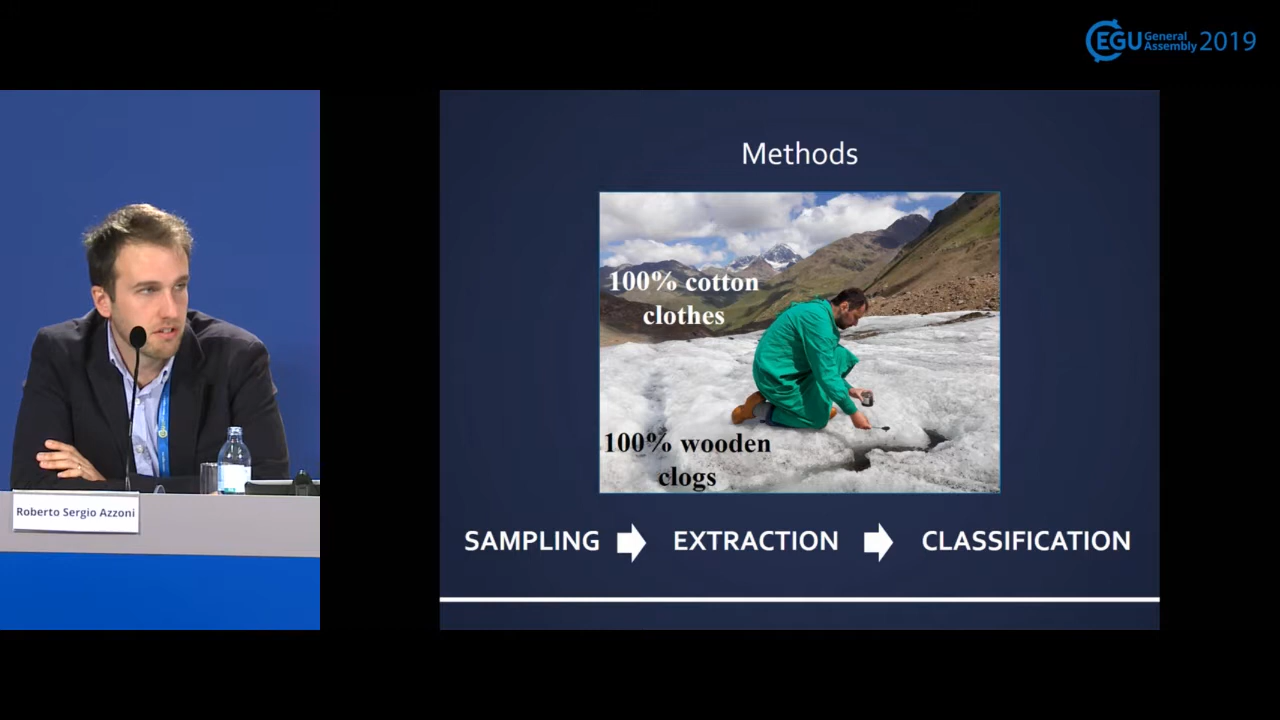 EGU General
Assembly 2019
Methods
100% cotton
clothes
100% wooden
clogs
SAMPLING EXTRACTION CLASSIFICATION
Roberto Sergio Azzoni